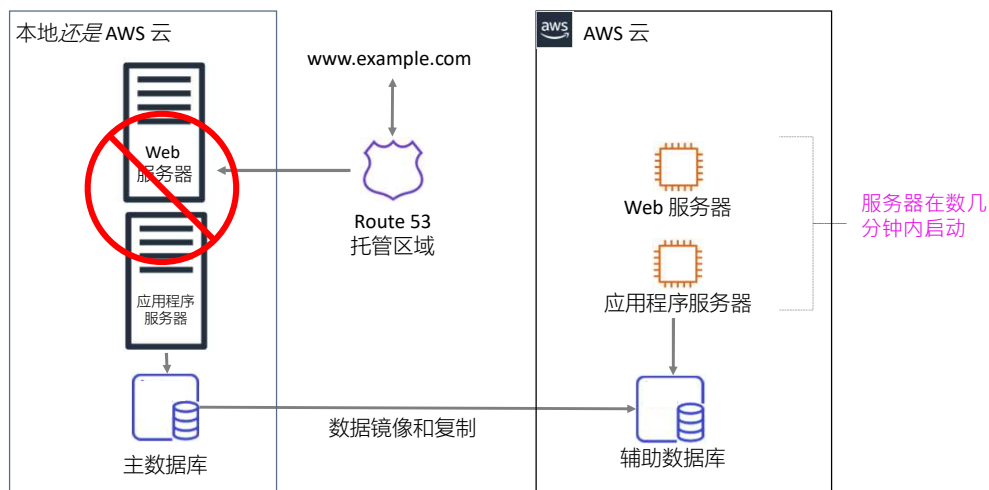 本地还是 AWS 云
Web
服务器
应用程序
服务器
主数据库
www.example.com
Route 53
托管区域
数据镜像和复制
aws
AWS 云
Web 服务器
应用程序服务器
辅助数据库
服务器在数几
分钟内启动